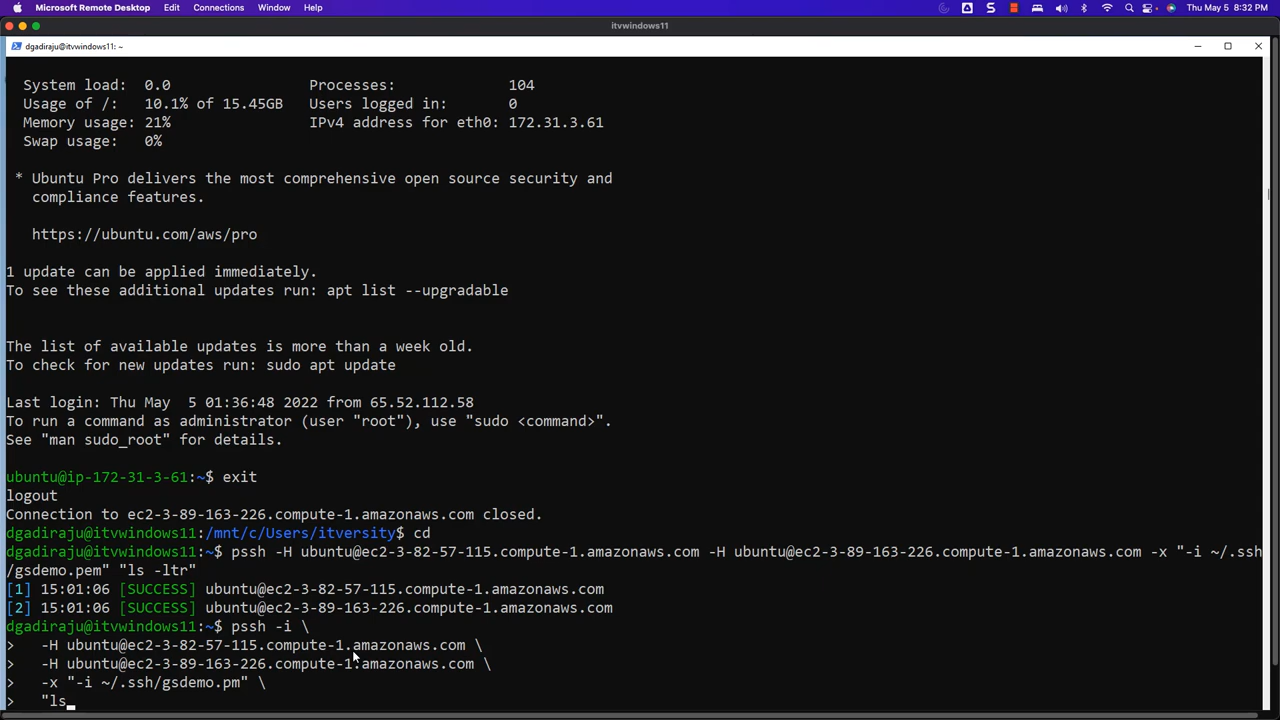 Microsoft Remote Desktop Edit Connections Window Help Thu May 5 8:32 PM
itvwindows11
dgadiraju@itvwindows11: ~
System load: 0.0 Processes: 104
Usage of /: 10.1% of 15.45GB Users logged in: 0
Memory usage: 21% IPv4 address for eth0: 172.31.3.61
Swap usage: 0%
* Ubuntu Pro delivers the most comprehensive open source security and
compliance features.
https://ubuntu.com/aws/pro
1 update can be applied immediately.
To see these additional updates run: apt list --upgradable
The list of available updates is more than a week old.
To check for new updates run: sudo apt update
Last login: Thu May 5 01:36:48 2022 from 65.52.112.58
To run a command as administrator (user "root"), use "sudo <command>".
See "man sudo_root" for details.
ubuntu@ip-172-31-3-61:~$ exit
logout
Connection to ec2-3-89-163-226.compute-1.amazonaws.com closed.
dgadiraju@itvwindows11:/mnt/c/Users/itversity$ cd
dgadiraju@itvwindows11:~$ pssh -H ubuntu@ec2-3-82-57-115.compute-1.amazonaws.com -H ubuntu@ec2-3-89-163-226.compute-1.amazonaws.com -x "-i ~/.ssh
/gsdemo.pem" "ls -ltr"
[1] 15:01:06 [SUCCESS] ubuntu@ec2-3-82-57-115.compute-1.amazonaws.com
[2] 15:01:06 [SUCCESS] ubuntu@ec2-3-89-163-226.compute-1.amazonaws.com
dgadiraju@itvwindows11:~$ pssh -i \
> -H ubuntu@ec2-3-82-57-115.compute-1.amazonaws.com \
> -H ubuntu@ec2-3-89-163-226.compute-1.amazonaws.com \
> -x "-i ~/.ssh/gsdemo.pm" \
> "ls